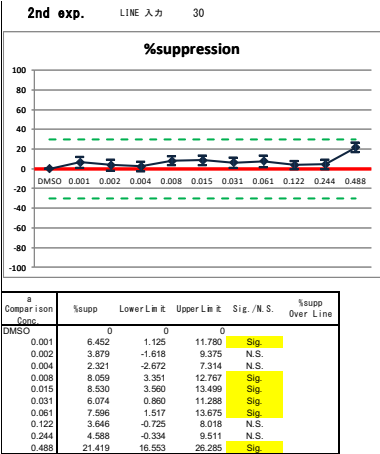 2nd exp. LINE 入力 30
%suppression
100
80
60
40
20
0
-20
-40
-60
-80
-100
DMSO 0.001 0.002 0.004 0.008 0.015 0.031 0.061 0.122 0.244 0.488
a
Comparison Conc. %supp LowerLimit UpperLimit Sig./N.S. %supp Over Line
DMSO 0 0 0
0.001 6.452 1.125 11.780 Sig.
0.002 3.879 -1.618 9.375 N.S.
0.004 2.321 -2.672 7.314 N.S.
0.008 8.059 3.351 12.767 Sig.
0.015 8.530 3.560 13.499 Sig.
0.031 6.074 0.860 11.288 Sig.
0.061 7.596 1.517 13.675 Sig.
0.122 3.646 -0.725 8.018 N.S.
0.244 4.588 -0.334 9.511 N.S.
0.488 21.419 16.553 26.285 Sig.